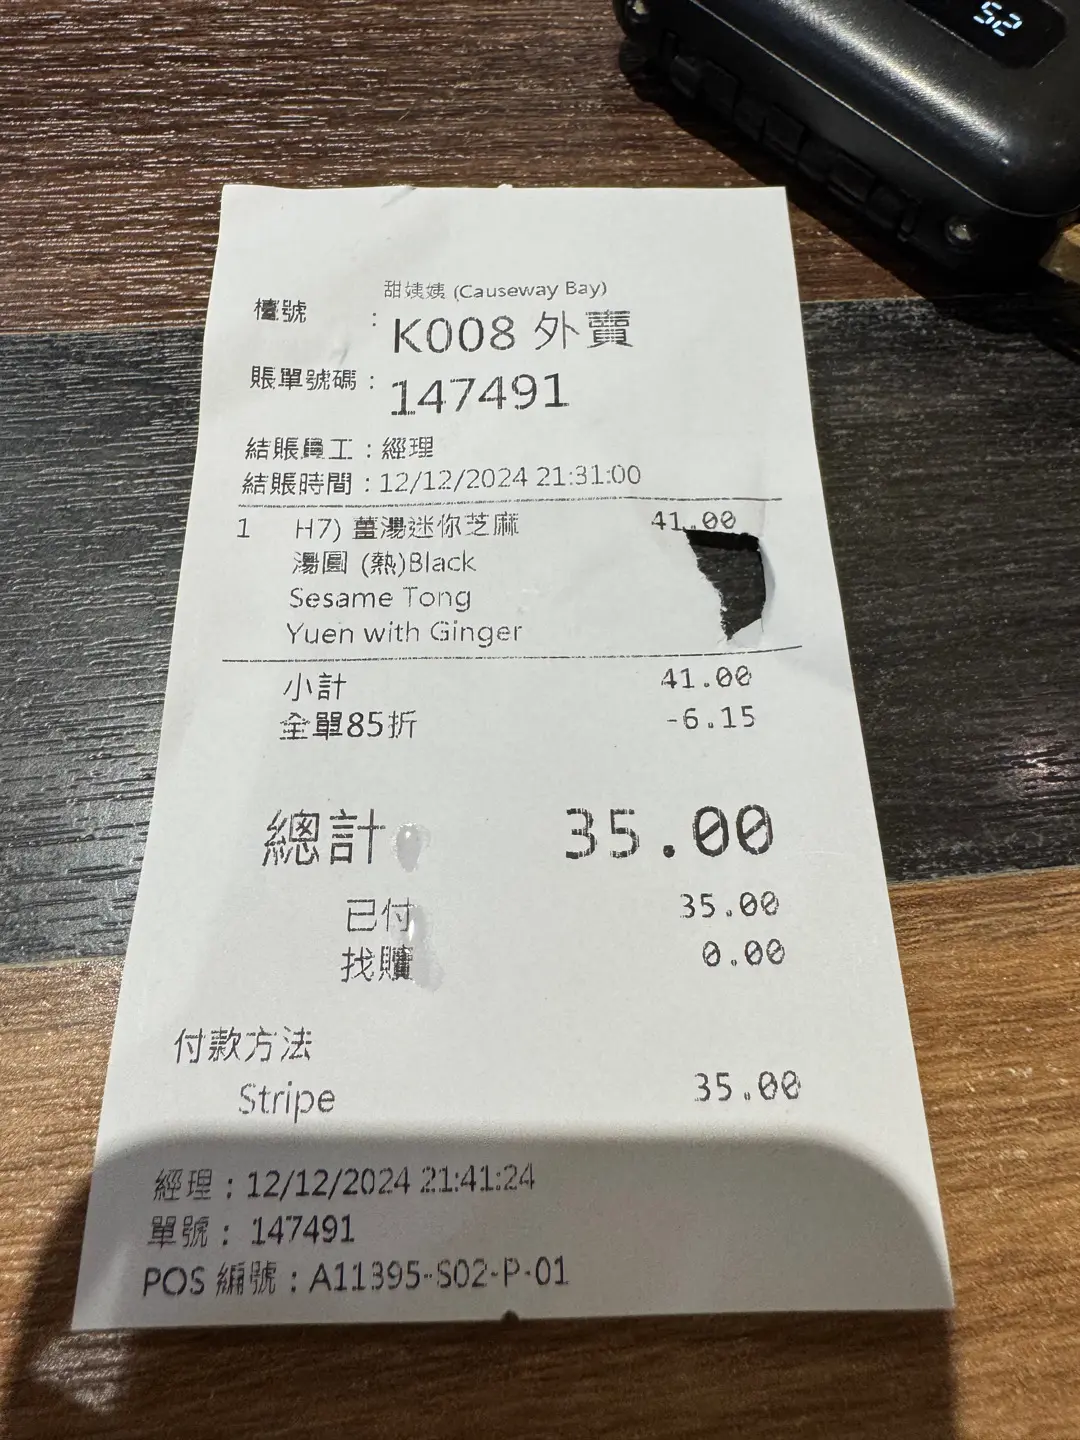 52
甜姨姨 (Causeway Bay)
檯號 : K008 外賣
賬單號碼 : 147491
結賬員工 : 經理
結賬時間 : 12/12/2024 21:31:00
1 H7) 薑湯迷你芝麻 41.00
湯圓 (熱)Black
Sesame Tong
Yuen with Ginger
小計 41.00
全單85折 -6.15
總計 35.00
已付 35.00
找贖 0.00
付款方法
Stripe 35.00
經理 : 12/12/2024 21:41:24
單號 : 147491
POS 編號 : A11395-S02-P-01